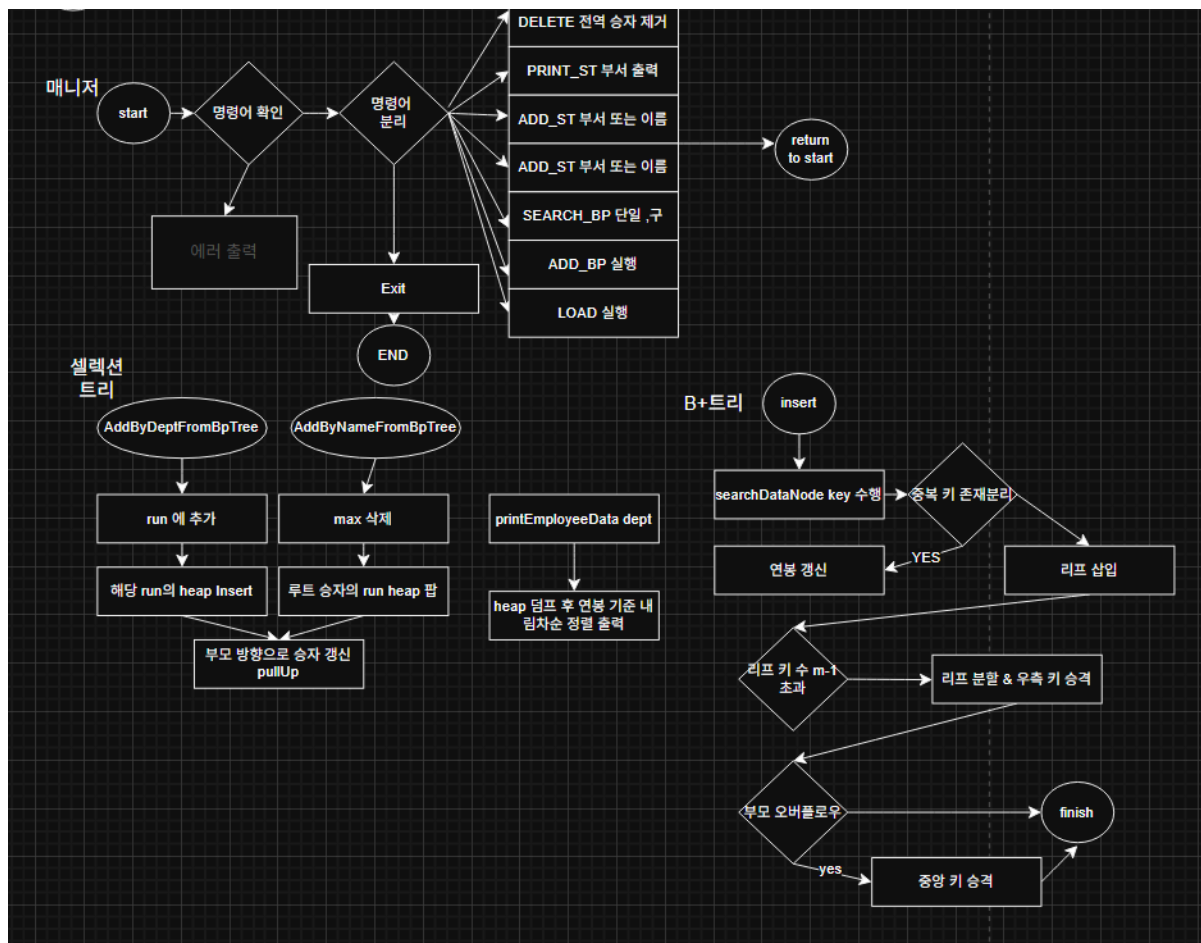 매니저
start
명령어 확인
명령어
분리
에러 출력
Exit
END
DELETE 전역 승자 제거
PRINT_ST 부서 출력
ADD_ST 부서 또는 이름
ADD_ST 부서 또는 이름
SEARCH_BP 단일 ,구
ADD_BP 실행
LOAD 실행
return
to start
셀렉션
트리
AddByDeptFromBpTree
AddByNameFromBpTree
run 에 추가
max 삭제
해당 run의 heap Insert
루트 승자의 run heap 팝
부모 방향으로 승자 갱신
pullUp
printEmployeeData dept
heap 덤프 후 연봉 기준 내
림차순 정렬 출력
B+트리
insert
searchDataNode key 수행
중복 키 존재분리
YES
연봉 갱신
리프 삽입
리프 키 수 m-1
초과
리프 분할 & 우측 키 승격
부모 오버플로우
finish
yes
중앙 키 승격